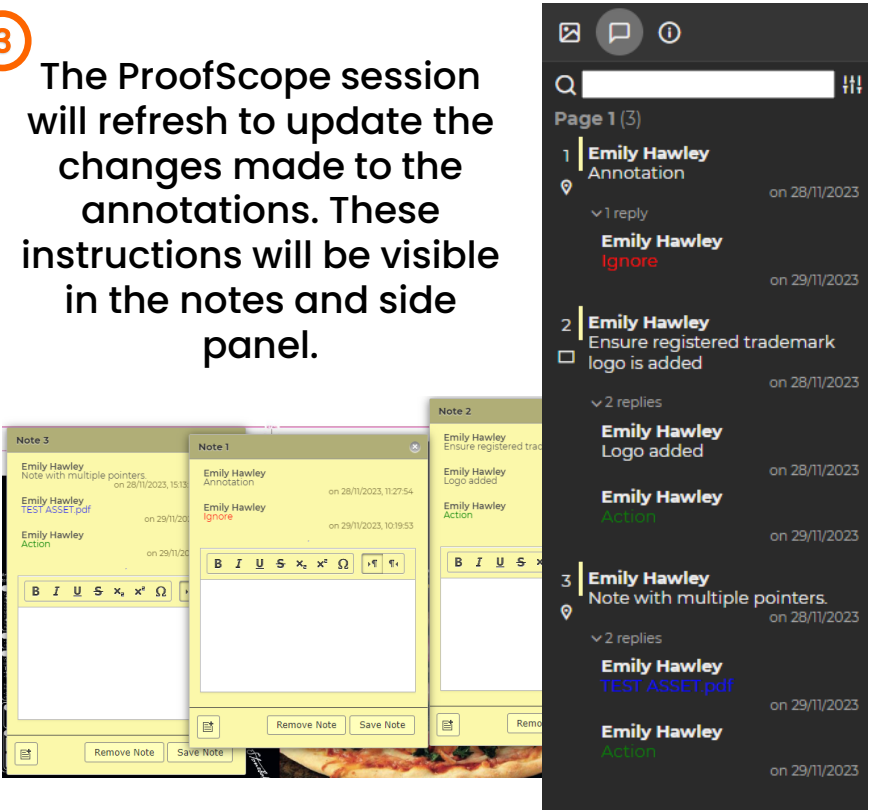 3
The ProofScope session
will refresh to update the
changes made to the
annotations. These
instructions will be visible
in the notes and side
panel.
Note 3
Emily Hawley
Note with multiple pointers.
on 28/11/2023, 15:13:
Emily Hawley
TEST ASSET.pdf
on 29/11/20
Emily Hawley
Action
on 29/11/20
B I U S x₂ x² Ω
Remove Note
Save Note
Note 1
Emily Hawley
Annotation
on 28/11/2023, 11:27:54
Emily Hawley
Ignore
on 29/11/2023, 10:19:53
B I U S x₂ x² Ω ¶ ¶
Remove Note
Save Note
Note 2
Emily Hawley
Ensure registered trad
Emily Hawley
Logo added
Emily Hawley
Action
B I U S x
Remo
Page 1 (3)
1
Emily Hawley
Annotation
on 28/11/2023
1 reply
Emily Hawley
Ignore
on 29/11/2023
2
Emily Hawley
Ensure registered trademark
logo is added
on 28/11/2023
2 replies
Emily Hawley
Logo added
on 28/11/2023
Emily Hawley
Action
on 29/11/2023
3
Emily Hawley
Note with multiple pointers.
on 28/11/2023
2 replies
Emily Hawley
TEST ASSET.pdf
on 29/11/2023
Emily Hawley
Action
on 29/11/2023